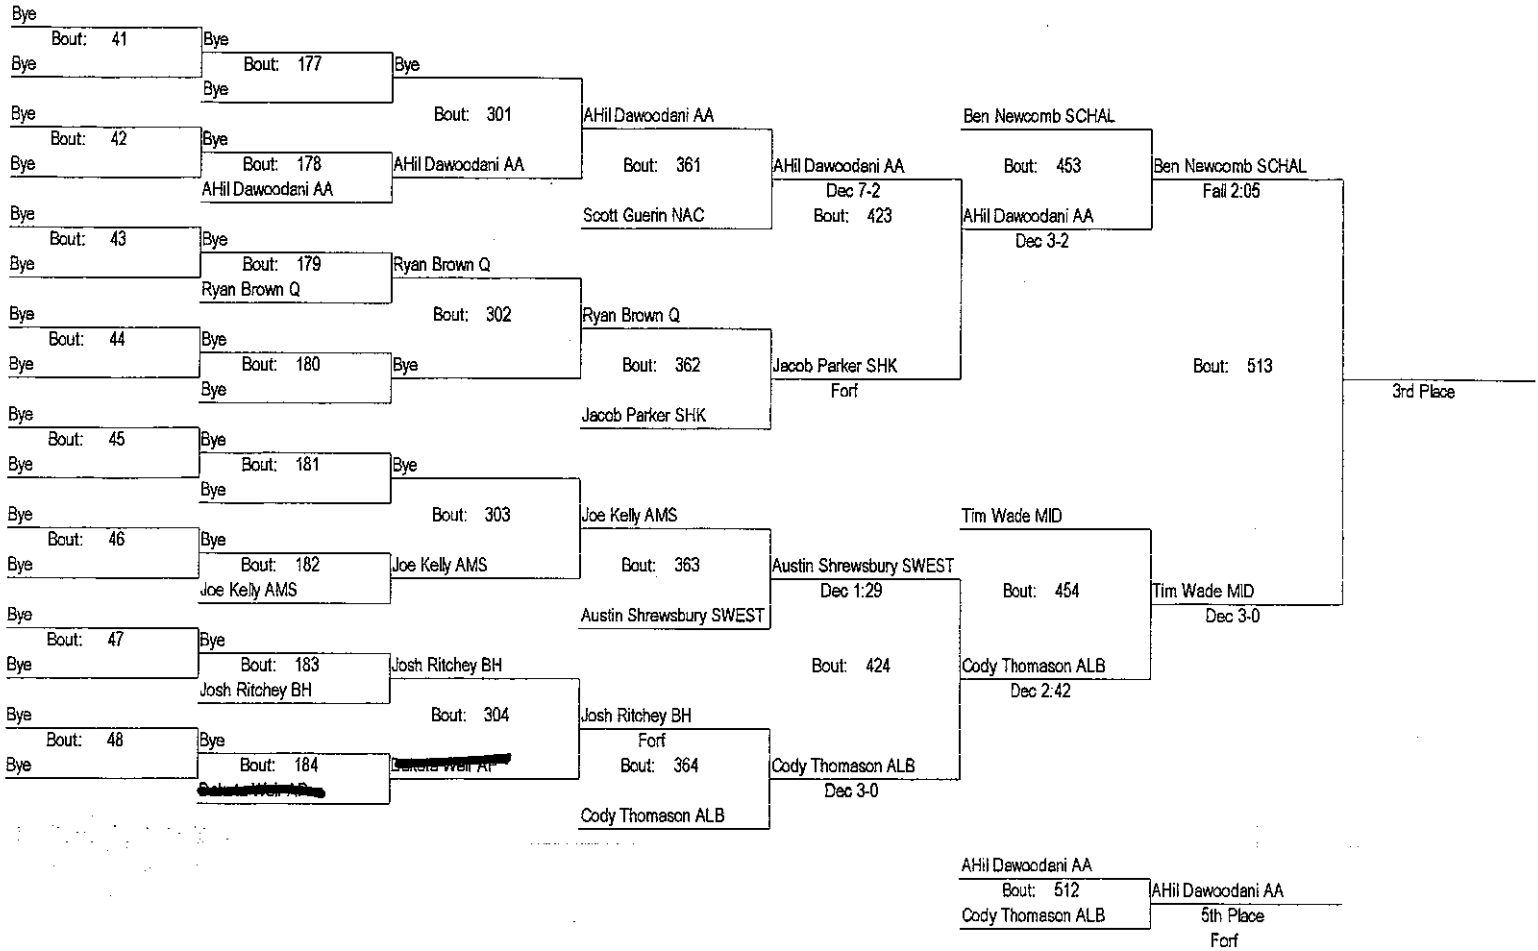 Bye
Bout: 41
Bye
Bye
Bout: 177
Bye
Bye
Bout: 42
Bye
Bye
Bout: 178
AHil Dawoodani AA
Bye
Bout: 301
AHil Dawoodani AA
Bye
Bout: 43
Bye
Bye
Bout: 179
Ryan Brown Q
Bye
Bout: 44
Bye
Bye
Bout: 180
Bye
Ryan Brown Q
Bout: 302
Bye
Bye
Bout: 45
Bye
Bye
Bout: 181
Bye
Bye
Bout: 46
Bye
Bye
Bout: 182
Joe Kelly AMS
Bye
Bout: 303
Joe Kelly AMS
Bye
Bout: 47
Bye
Bye
Bout: 183
Josh Ritchey BH
Bye
Bout: 48
Bye
Bye
Bout: 184
Josh Ritchey BH
Bout: 304
AHil Dawoodani AA
Bout: 361
Scott Guerin NAC
Ryan Brown Q
Bout: 362
Jacob Parker SHK
Joe Kelly AMS
Bout: 363
Austin Shrewsbury SWEST
Josh Ritchey BH
Forf
Bout: 364
Cody Thomason ALB
AHil Dawoodani AA
Dec 7-2
Bout: 423
Jacob Parker SHK
Forf
Austin Shrewsbury SWEST
Dec 1:29
Bout: 424
Cody Thomason ALB
Dec 3-0
Ben Newcomb SCHAL
Bout: 453
AHil Dawoodani AA
Dec 3-2
Tim Wade MID
Bout: 454
Cody Thomason ALB
Dec 2:42
Ben Newcomb SCHAL
Fall 2:05
Bout: 513
Tim Wade MID
Dec 3-0
3rd Place
AHil Dawoodani AA
Bout: 512
Cody Thomason ALB
AHil Dawoodani AA
5th Place
Forf